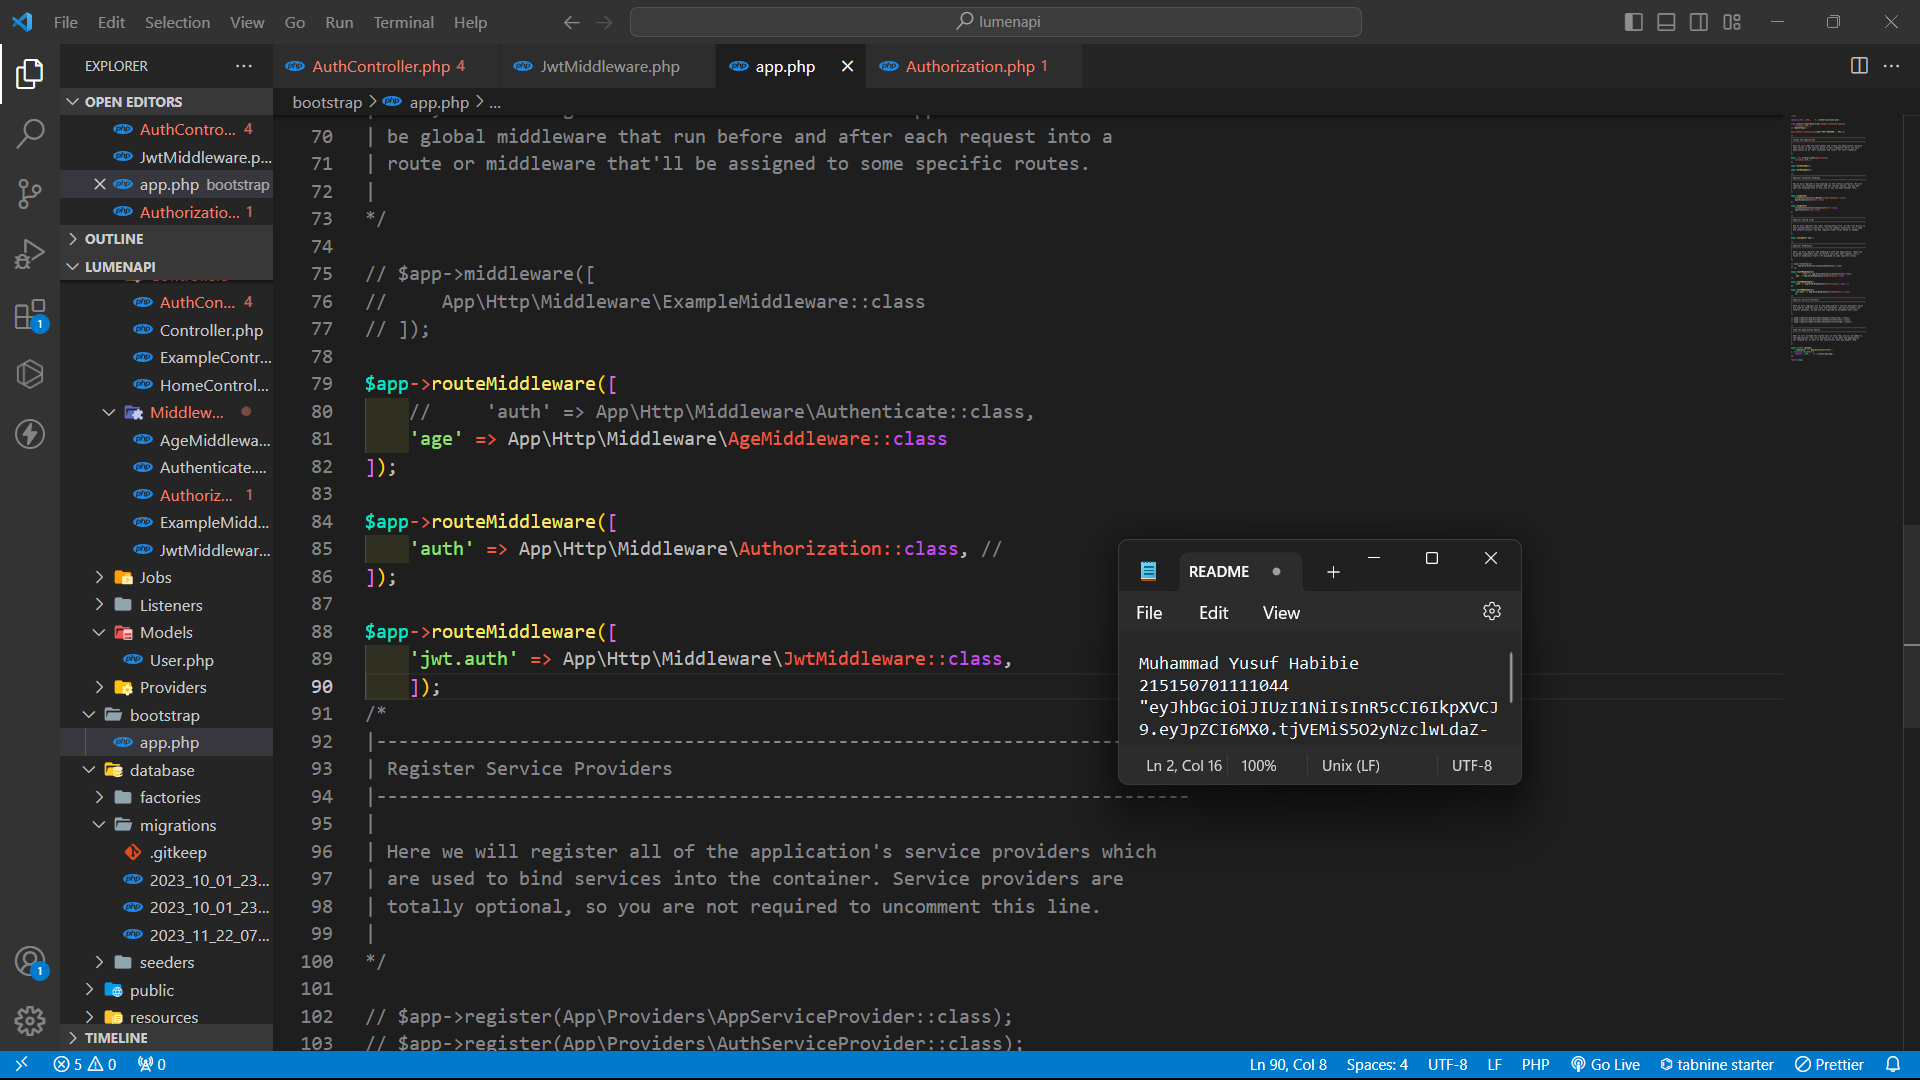 File Edit Selection View Go Run Terminal Help
lumenapi
EXPLORER
OPEN EDITORS
AuthContro... 4
JwtMiddleware.p...
app.php bootstrap
Authorizatio... 1
OUTLINE
LUMENAPI
AuthCon... 4
Controller.php
ExampleContr...
HomeControl...
Middlew...
AgeMiddlewa...
Authenticate....
Authoriz... 1
ExampleMidd...
JwtMiddlewar...
Jobs
Listeners
Models
User.php
Providers
bootstrap
app.php
database
factories
migrations
.gitkeep
2023_10_01_23...
2023_10_01_23...
2023_11_22_07...
seeders
public
resources
TIMELINE
AuthController.php 4
JwtMiddleware.php
app.php
Authorization.php 1
bootstrap > app.php > ...
70 | be global middleware that run before and after each request into a
71 | route or middleware that'll be assigned to some specific routes.
72 |
73 */
74
75 // $app->middleware([
76 //     App\Http\Middleware\ExampleMiddleware::class
77 // ]);
78
79 $app->routeMiddleware([
80     //     'auth' => App\Http\Middleware\Authenticate::class,
81     'age' => App\Http\Middleware\AgeMiddleware::class
82 ]);
83
84 $app->routeMiddleware([
85     'auth' => App\Http\Middleware\Authorization::class, //
86 ]);
87
88 $app->routeMiddleware([
89     'jwt.auth' => App\Http\Middleware\JwtMiddleware::class,
90     ]);
91 /*
92 |--------------------------------------------------------------------------
93 | Register Service Providers
94 |--------------------------------------------------------------------------
95 |
96 | Here we will register all of the application's service providers which
97 | are used to bind services into the container. Service providers are
98 | totally optional, so you are not required to uncomment this line.
99 |
100 */
101
102 // $app->register(App\Providers\AppServiceProvider::class);
103 // $app->register(App\Providers\AuthServiceProvider::class);
README
File Edit View
Muhammad Yusuf Habibie
215150701111044
"eyJhbGciOiJIUzI1NiIsInR5cCI6IkpXVCJ
9.eyJpZCI6MX0.tjVEMiS5O2yNzclwLdaZ-
Ln 2, Col 16 100% Unix (LF) UTF-8
5 0 0
Ln 90, Col 8 Spaces: 4 UTF-8 LF PHP Go Live tabnine starter Prettier